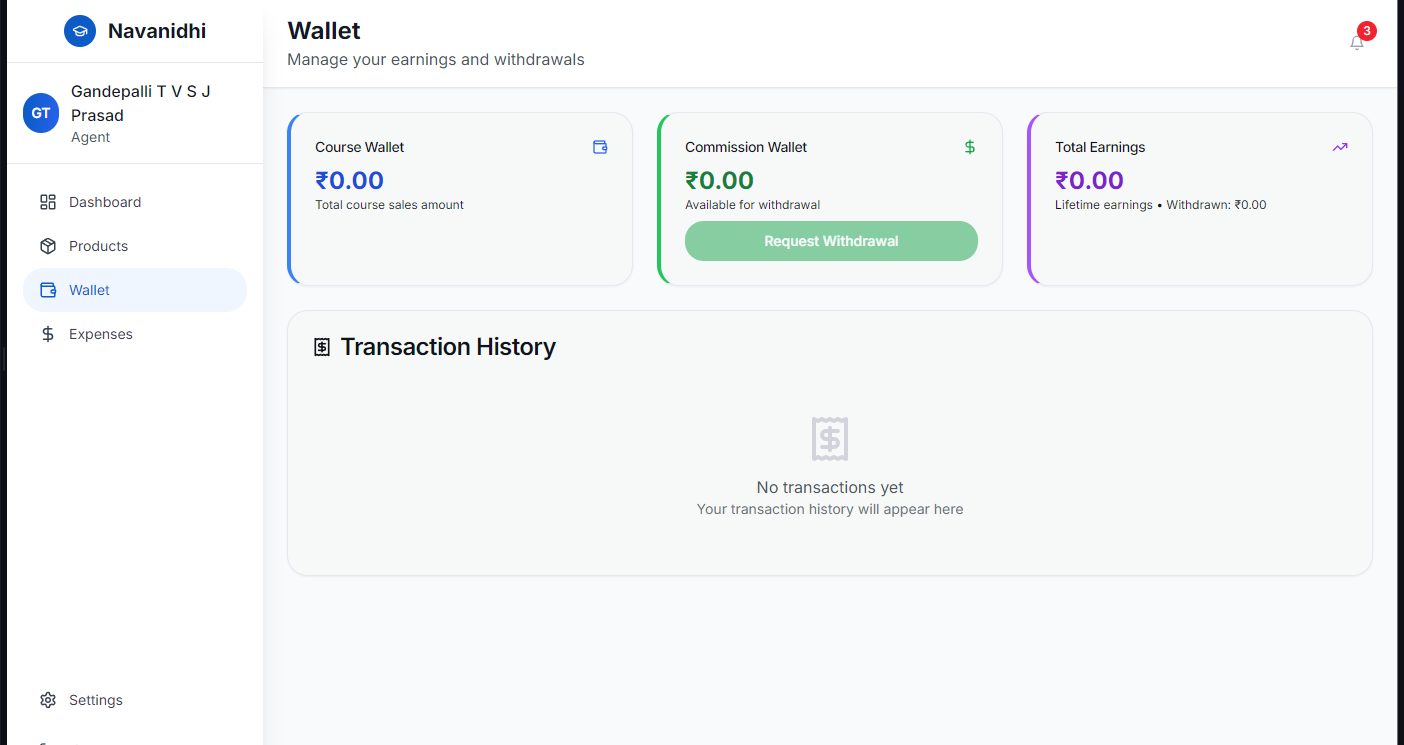 Navanidhi
GT
Gandepalli T V S J
Prasad
Agent
Dashboard
Products
Wallet
Expenses
Settings
Wallet
Manage your earnings and withdrawals
3
Course Wallet
₹0.00
Total course sales amount
Commission Wallet
$
₹0.00
Available for withdrawal
Request Withdrawal
Total Earnings
₹0.00
Lifetime earnings • Withdrawn: ₹0.00
Transaction History
No transactions yet
Your transaction history will appear here